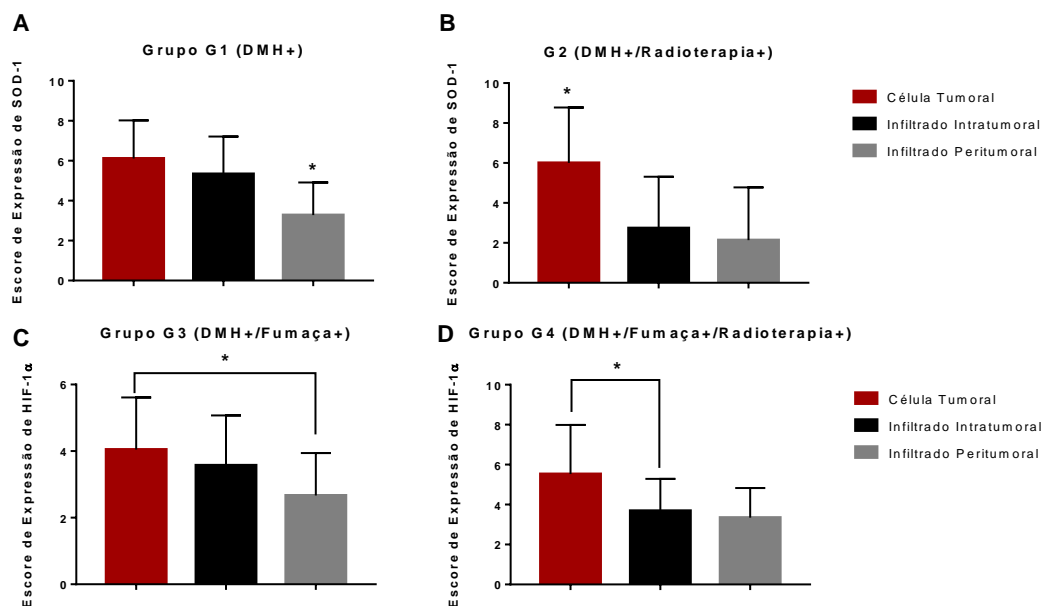 A
Grupo G1 (DMH+)
Escore de Expressão de SOD-1
10
8
6
4
2
0
*
B
G2 (DMH+/Radioterapia+)
Escore de Expressão de SOD-1
10
8
6
4
2
0
*
Célula Tumoral
Infiltrado Intratumoral
Infiltrado Peritumoral
C
Grupo G3 (DMH+/Fumaça+)
Escore de Expressão de HIF-1α
6
4
2
0
*
D
Grupo G4 (DMH+/Fumaça+/Radioterapia+)
Escore de Expressão de HIF-1α
10
8
6
4
2
0
*
Célula Tumoral
Infiltrado Intratumoral
Infiltrado Peritumoral